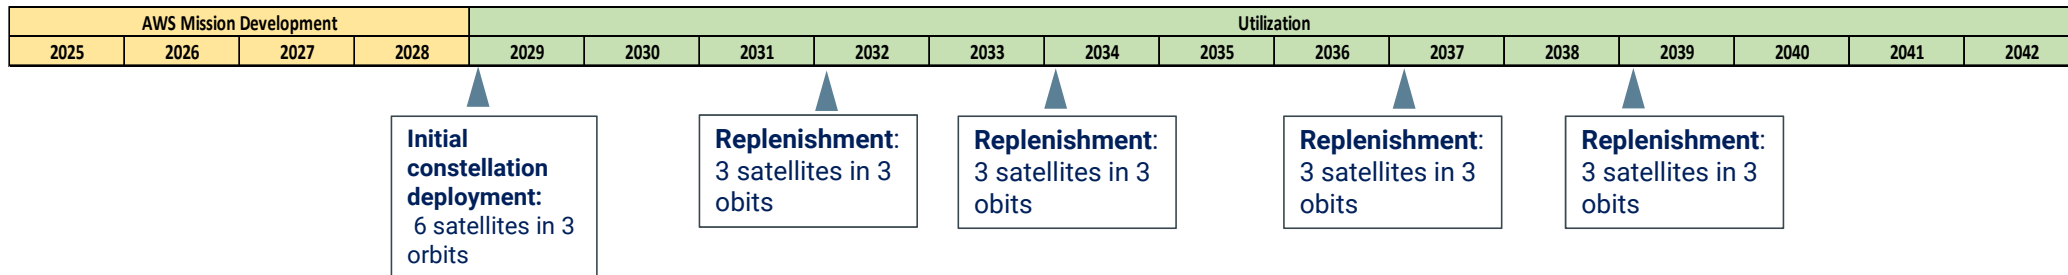 AWS Mission Development Utilization
2025 2026 2027 2028 2029 2030 2031 2032 2033 2034 2035 2036 2037 2038 2039 2040 2041 2042
Initial
constellation
deployment:
6 satellites in 3
orbits
Replenishment:
3 satellites in 3
obits
Replenishment:
3 satellites in 3
obits
Replenishment:
3 satellites in 3
obits
Replenishment:
3 satellites in 3
obits